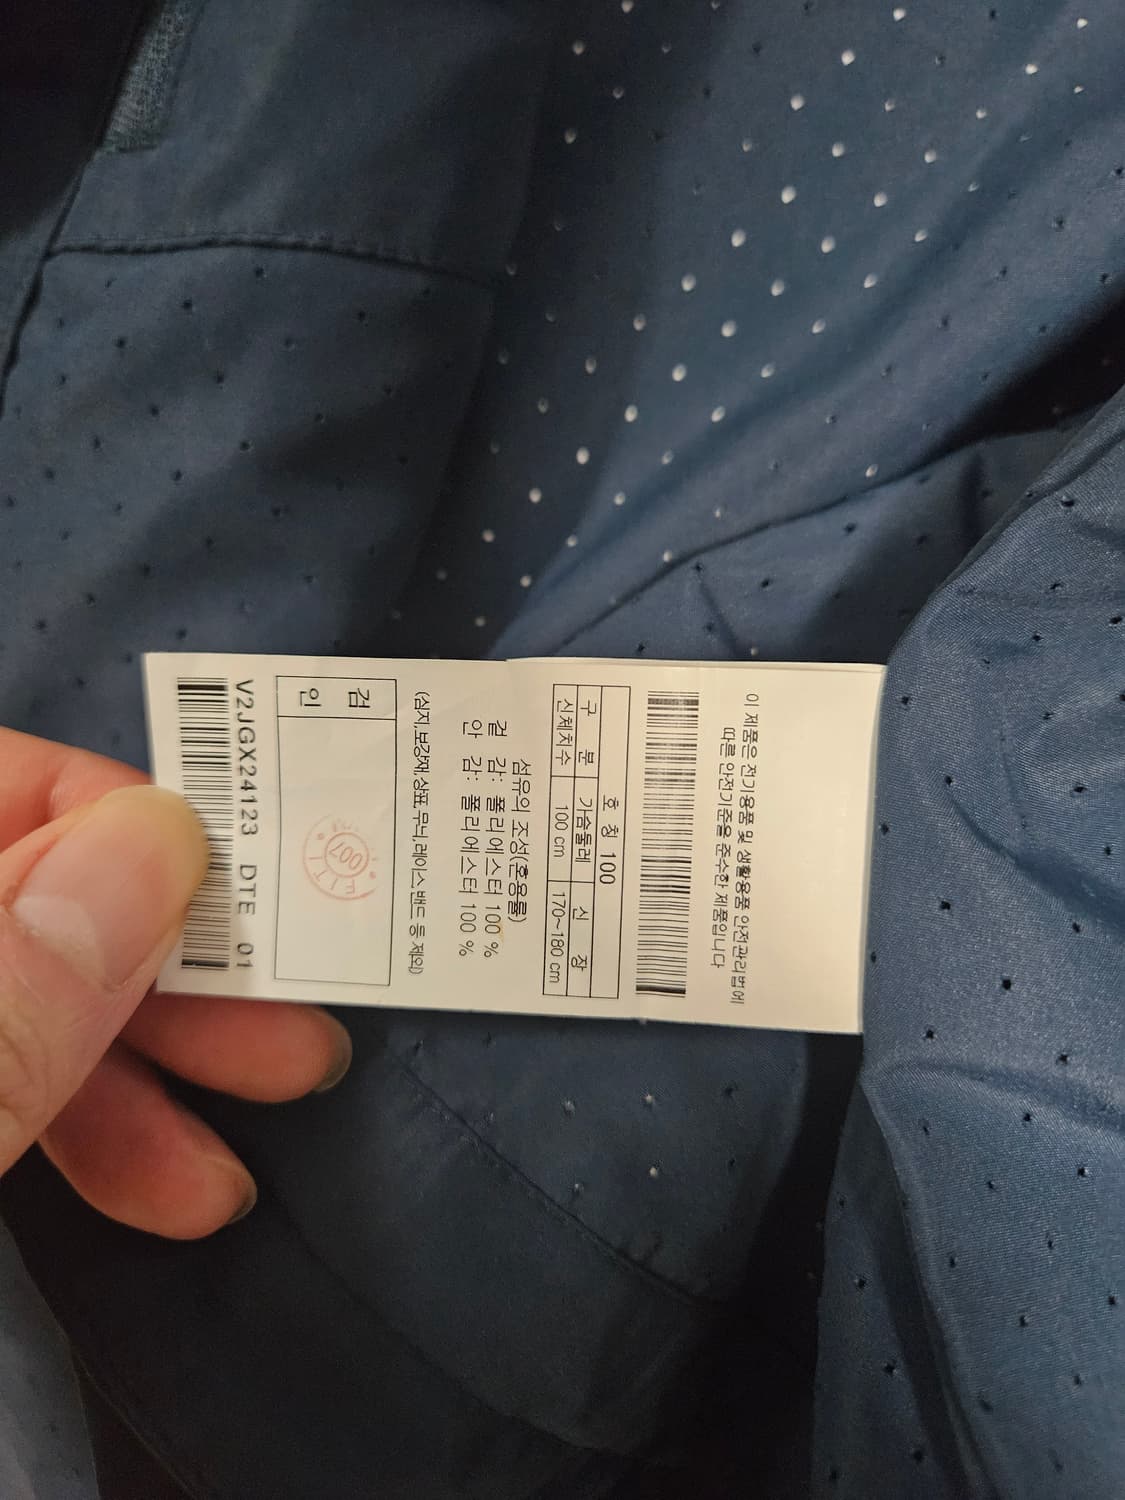 이 제품은 전기용품 및 생활용품 안전관리법에
따른 안전기준을 준수한 제품입니다
호 칭 100
구 분 가슴둘레 신 장
신체치수 100 cm 170~180 cm
섬유의 조성(혼용률)
겉 감: 폴리에스터 100 %
안 감: 폴리에스터 100 %
(심지,보강재,상표,무늬,레이스,밴드 등 제외)
검
인
FITI
007
V2JGX24123 DTE 01